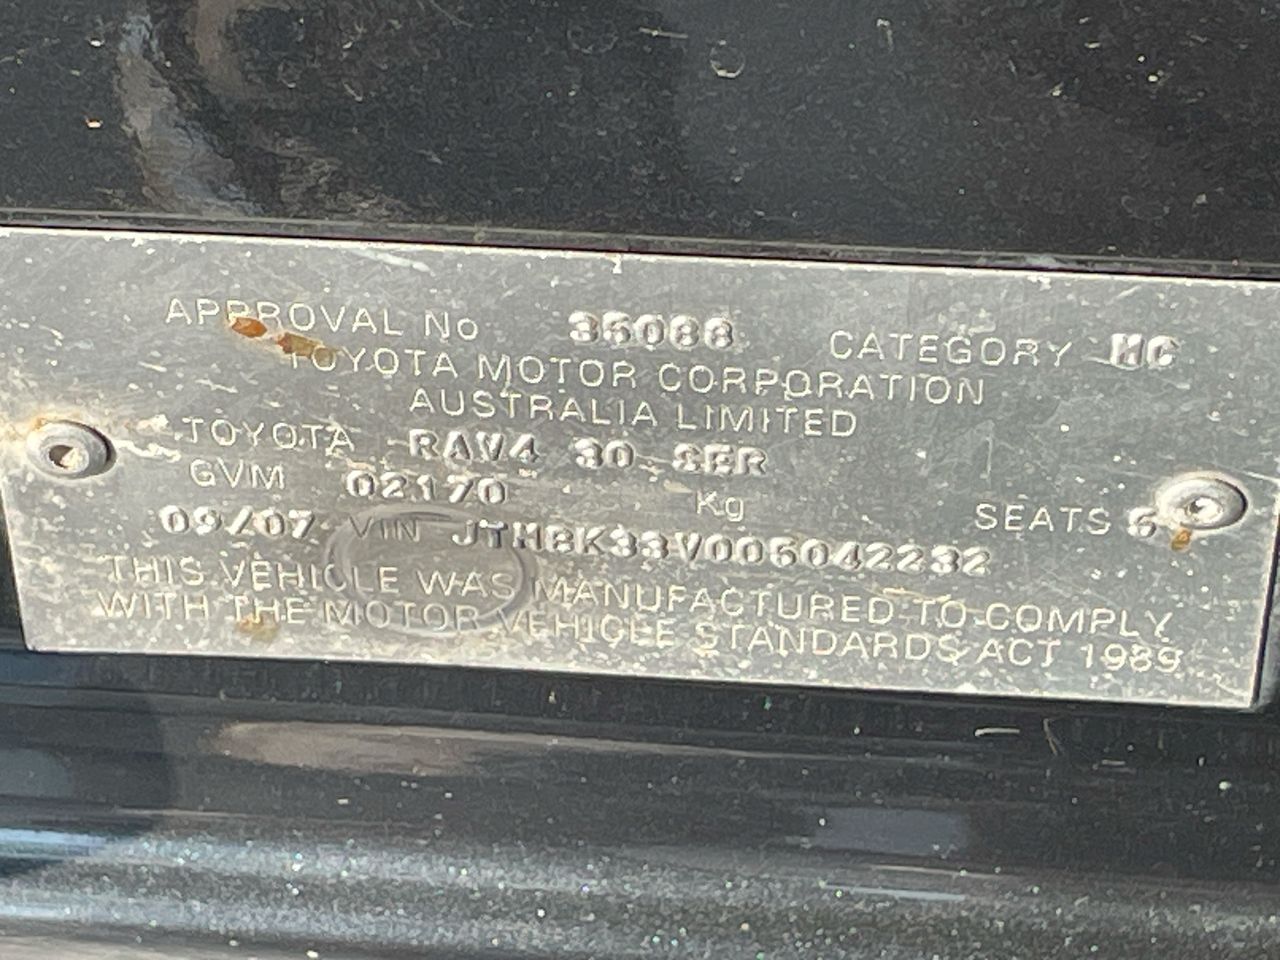 APPROVAL No 35088 CATEGORY MC
TOYOTA MOTOR CORPORATION
AUSTRALIA LIMITED
TOYOTA RAV4 30 SER
GVM 02170 Kg SEATS 5
09/07 VIN JTMBK33V005042232
THIS VEHICLE WAS MANUFACTURED TO COMPLY
WITH THE MOTOR VEHICLE STANDARDS ACT 1989